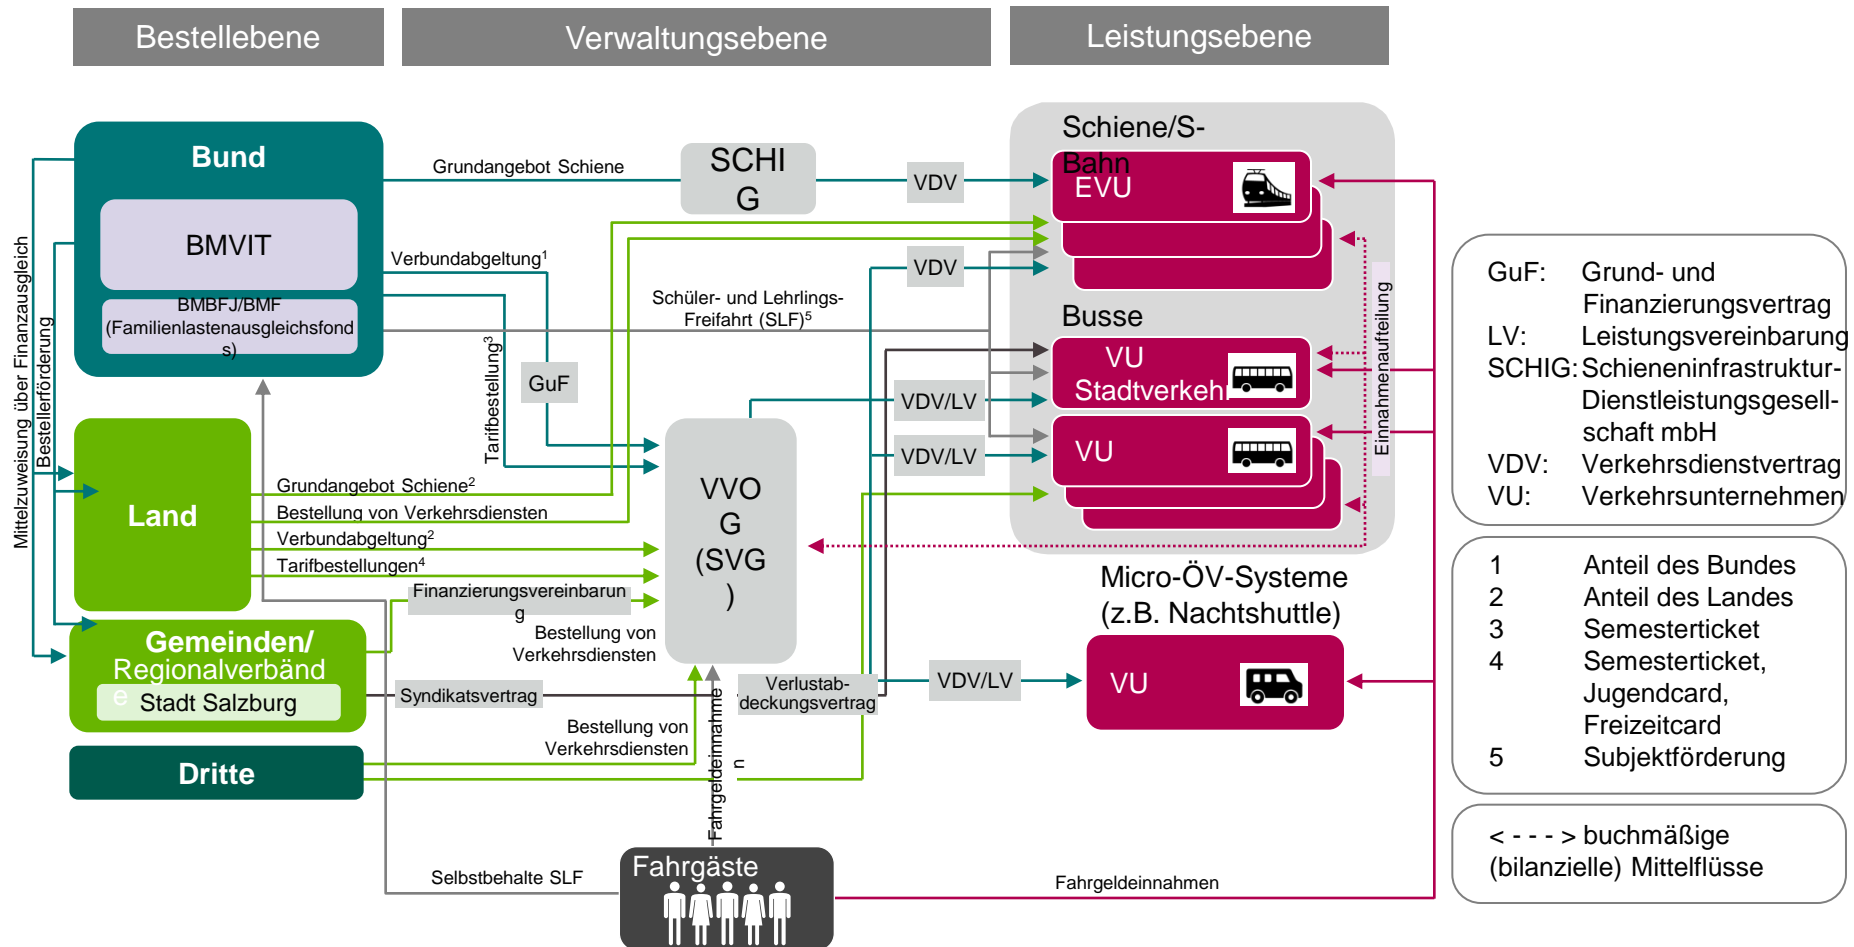 Bestellebene
Verwaltungsebene
Leistungsebene
Bund
BMVIT
BMBFJ/BMF
(Familienlastenausgleichsfond
s)
Mittelzuweisung über Finanzausgleich
Bestellerförderung
Land
Gemeinden/
Regionalverbänd
e
Stadt Salzburg
Dritte
Grundangebot Schiene
SCHI
G
VDV
Verbundabgeltung1
VDV
Schüler- und Lehrlings-
Freifahrt (SLF)5
Tarifbestellung3
GuF
VDV/LV
VDV/LV
Grundangebot Schiene2
Bestellung von Verkehrsdiensten
Verbundabgeltung2
Tarifbestellungen4
Finanzierungsvereinbarun
g
Bestellung von
Verkehrsdiensten
VVO
G
(SVG
)
Syndikatsvertrag
Verlustab-
deckungsvertrag
VDV/LV
Bestellung von
Verkehrsdiensten
Fahrgeldeinnahme
n
Selbstbehalte SLF
Fahrgäste
Fahrgeldeinnahmen
Schiene/S-
Bahn
EVU
Busse
VU
Stadtverkehr
VU
Einnahmenaufteilung
Micro-ÖV-Systeme
(z.B. Nachtshuttle)
VU
GuF: Grund- und
Finanzierungsvertrag
LV: Leistungsvereinbarung
SCHIG: Schieneninfrastruktur-
Dienstleistungsgesell-
schaft mbH
VDV: Verkehrsdienstvertrag
VU: Verkehrsunternehmen
1 Anteil des Bundes
2 Anteil des Landes
3 Semesterticket
4 Semesterticket,
Jugendcard,
Freizeitcard
5 Subjektförderung
< - - - > buchmäßige
(bilanzielle) Mittelflüsse